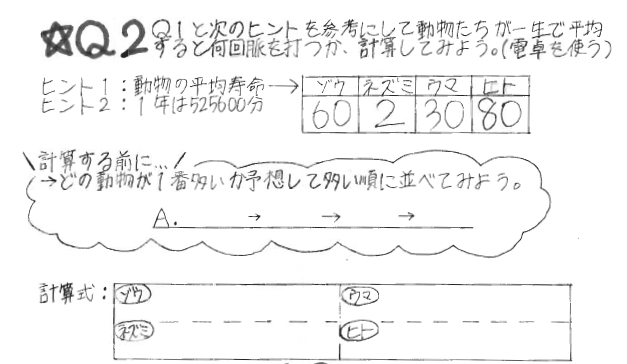 ☆Q2 Q1と次のヒントを参考にして動物たちが一生で平均
すると何回脈を打つか、計算してみよう。(電卓を使う)
ヒント1：動物の平均寿命→
ヒント2：1年は525600分
ゾウ ネズミ ウマ ヒト
60 2 30 80
\計算する前に…/
→どの動物が1番多いか予想して多い順に並べてみよう。
A. → → →
計算式：
ゾウ ウマ
ネズミ ヒト